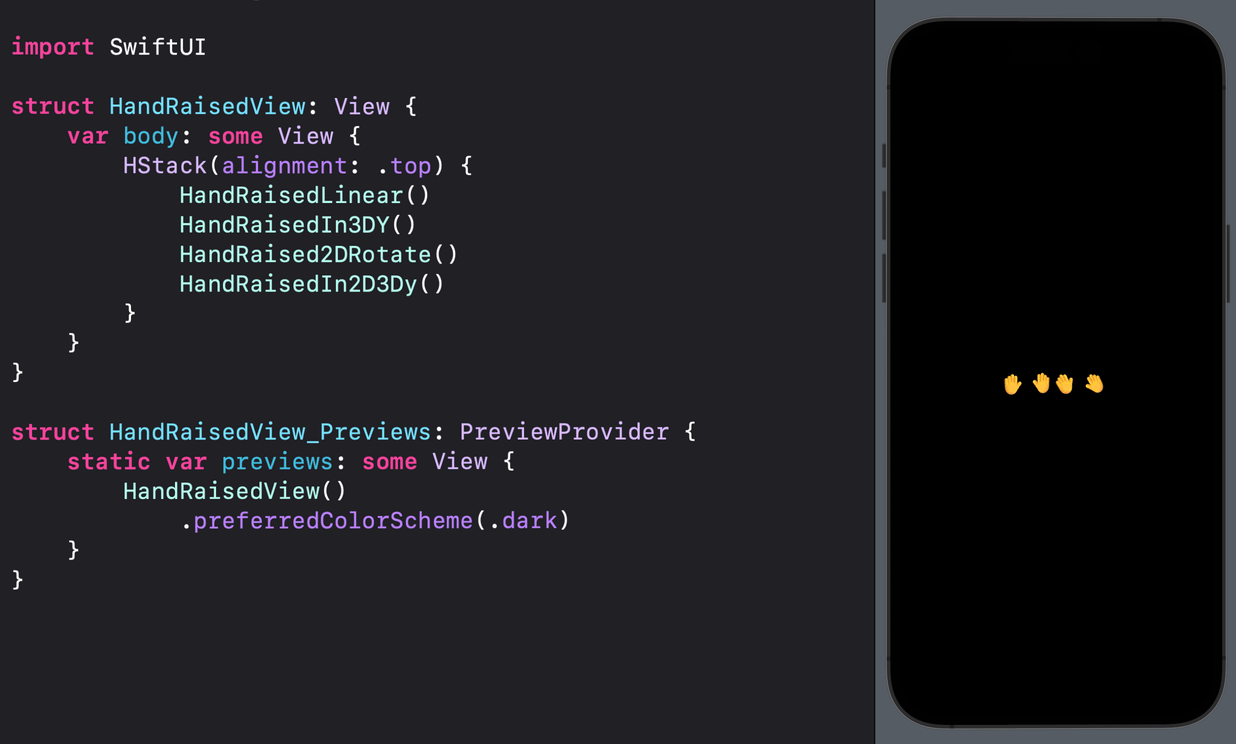 import SwiftUI
struct HandRaisedView: View {
var body: some View {
HStack(alignment: .top) {
HandRaisedLinear()
HandRaisedIn3DY()
HandRaised2DRotate()
HandRaisedIn2D3Dy()
}
}
}
struct HandRaisedView_Previews: PreviewProvider {
static var previews: some View {
HandRaisedView()
.preferredColorScheme(.dark)
}
}